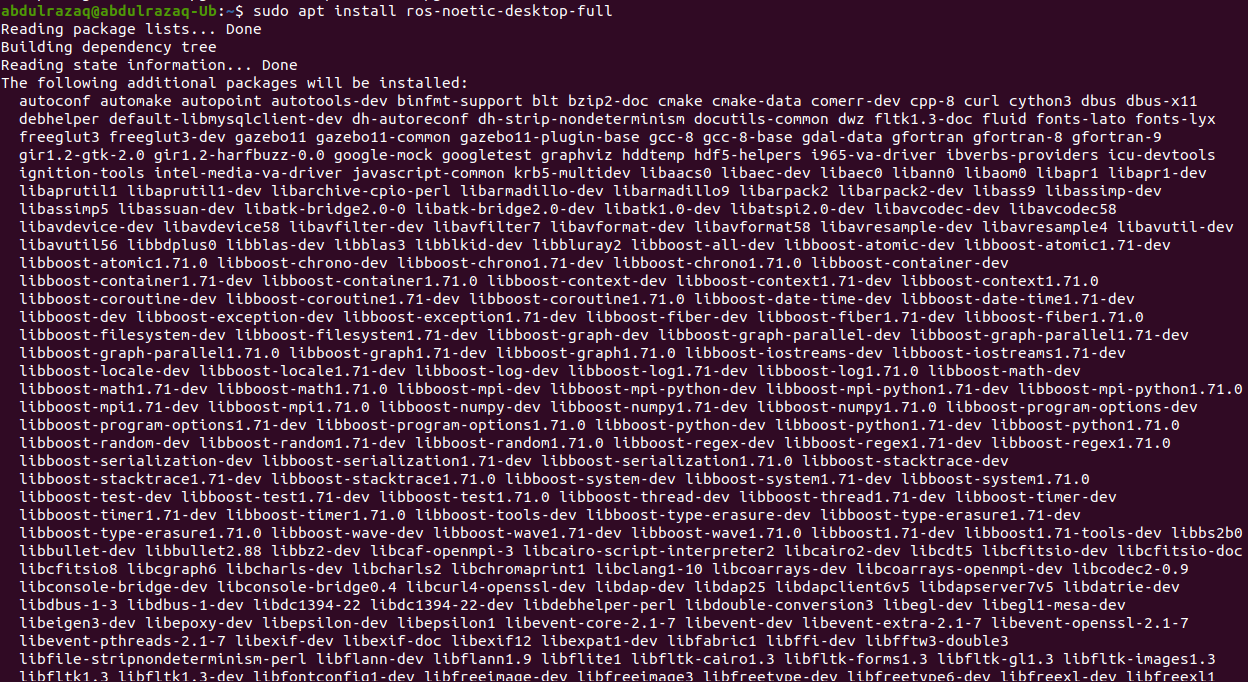 abdulrazaq@abdulrazaq-Ub:~$ sudo apt install ros-noetic-desktop-full
Reading package lists... Done
Building dependency tree
Reading state information... Done
The following additional packages will be installed:
autoconf automake autopoint autotools-dev binfmt-support blt bzip2-doc cmake cmake-data comerr-dev cpp-8 curl cython3 dbus dbus-x11
debhelper default-libmysqlclient-dev dh-autoreconf dh-strip-nondeterminism docutils-common dwz fltk1.3-doc fluid fonts-lato fonts-lyx
freeglut3 freeglut3-dev gazebo11 gazebo11-common gazebo11-plugin-base gcc-8 gcc-8-base gdal-data gfortran gfortran-8 gfortran-9
gir1.2-gtk-2.0 gir1.2-harfbuzz-0.0 google-mock googletest graphviz hddtemp hdf5-helpers i965-va-driver ibverbs-providers icu-devtools
ignition-tools intel-media-va-driver javascript-common krb5-multidev libaacs0 libaec-dev libaec0 libann0 libaom0 libapr1 libapr1-dev
libaprutil1 libaprutil1-dev libarchive-cpio-perl libarmadillo-dev libarmadillo9 libarpack2 libarpack2-dev libass9 libassimp-dev
libassimp5 libassuan-dev libatk-bridge2.0-0 libatk-bridge2.0-dev libatk1.0-dev libatspi2.0-dev libavcodec-dev libavcodec58
libavdevice-dev libavdevice58 libavfilter-dev libavfilter7 libavformat-dev libavformat58 libavresample-dev libavresample4 libavutil-dev
libavutil56 libbdplus0 libblas-dev libblas3 libblkid-dev libbluray2 libboost-all-dev libboost-atomic-dev libboost-atomic1.71-dev
libboost-atomic1.71.0 libboost-chrono-dev libboost-chrono1.71-dev libboost-chrono1.71.0 libboost-container-dev
libboost-container1.71-dev libboost-container1.71.0 libboost-context-dev libboost-context1.71-dev libboost-context1.71.0
libboost-coroutine-dev libboost-coroutine1.71-dev libboost-coroutine1.71.0 libboost-date-time-dev libboost-date-time1.71-dev
libboost-dev libboost-exception-dev libboost-exception1.71-dev libboost-fiber-dev libboost-fiber1.71-dev libboost-fiber1.71.0
libboost-filesystem-dev libboost-filesystem1.71-dev libboost-graph-dev libboost-graph-parallel-dev libboost-graph-parallel1.71-dev
libboost-graph-parallel1.71.0 libboost-graph1.71-dev libboost-graph1.71.0 libboost-iostreams-dev libboost-iostreams1.71-dev
libboost-locale-dev libboost-locale1.71-dev libboost-log-dev libboost-log1.71-dev libboost-log1.71.0 libboost-math-dev
libboost-math1.71-dev libboost-math1.71.0 libboost-mpi-dev libboost-mpi-python-dev libboost-mpi-python1.71-dev libboost-mpi-python1.71.0
libboost-mpi1.71-dev libboost-mpi1.71.0 libboost-numpy-dev libboost-numpy1.71-dev libboost-numpy1.71.0 libboost-program-options-dev
libboost-program-options1.71-dev libboost-program-options1.71.0 libboost-python-dev libboost-python1.71-dev libboost-python1.71.0
libboost-random-dev libboost-random1.71-dev libboost-random1.71.0 libboost-regex-dev libboost-regex1.71-dev libboost-regex1.71.0
libboost-serialization-dev libboost-serialization1.71-dev libboost-serialization1.71.0 libboost-stacktrace-dev
libboost-stacktrace1.71-dev libboost-stacktrace1.71.0 libboost-system-dev libboost-system1.71-dev libboost-system1.71.0
libboost-test-dev libboost-test1.71-dev libboost-test1.71.0 libboost-thread-dev libboost-thread1.71-dev libboost-timer-dev
libboost-timer1.71-dev libboost-timer1.71.0 libboost-tools-dev libboost-type-erasure-dev libboost-type-erasure1.71-dev
libboost-type-erasure1.71.0 libboost-wave-dev libboost-wave1.71-dev libboost-wave1.71.0 libboost1.71-dev libboost1.71-tools-dev libbs2b0
libbullet-dev libbullet2.88 libbz2-dev libcaf-openmpi-3 libcairo-script-interpreter2 libcairo2-dev libcdt5 libcfitsio-dev libcfitsio-doc
libcfitsio8 libcgraph6 libcharls-dev libcharls2 libchromaprint1 libclang1-10 libcoarrays-dev libcoarrays-openmpi-dev libcodec2-0.9
libconsole-bridge-dev libconsole-bridge0.4 libcurl4-openssl-dev libdap-dev libdap25 libdapclient6v5 libdapserver7v5 libdatrie-dev
libdbus-1-3 libdbus-1-dev libdc1394-22 libdc1394-22-dev libdebhelper-perl libdouble-conversion3 libegl-dev libegl1-mesa-dev
libeigen3-dev libepoxy-dev libepsilon-dev libepsilon1 libevent-core-2.1-7 libevent-dev libevent-extra-2.1-7 libevent-openssl-2.1-7
libevent-pthreads-2.1-7 libexif-dev libexif-doc libexif12 libexpat1-dev libfabric1 libffi-dev libfftw3-double3
libfile-stripnondeterminism-perl libflann-dev libflann1.9 libflite1 libfltk-cairo1.3 libfltk-forms1.3 libfltk-gl1.3 libfltk-images1.3
libfltk1.3 libfltk1.3-dev libfontconfig1-dev libfreeimage-dev libfreeimage3 libfreetype-dev libfreetype6-dev libfreexl-dev libfreexl1